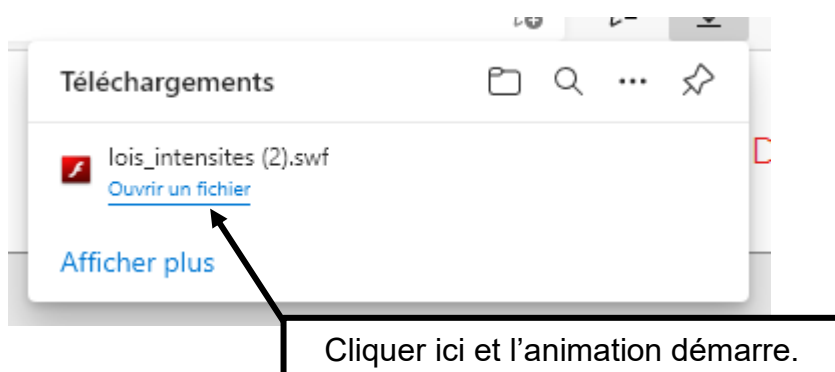 Téléchargements
lois_intensites (2).swf
Ouvrir un fichier
D
Afficher plus
Cliquer ici et l'animation démarre.